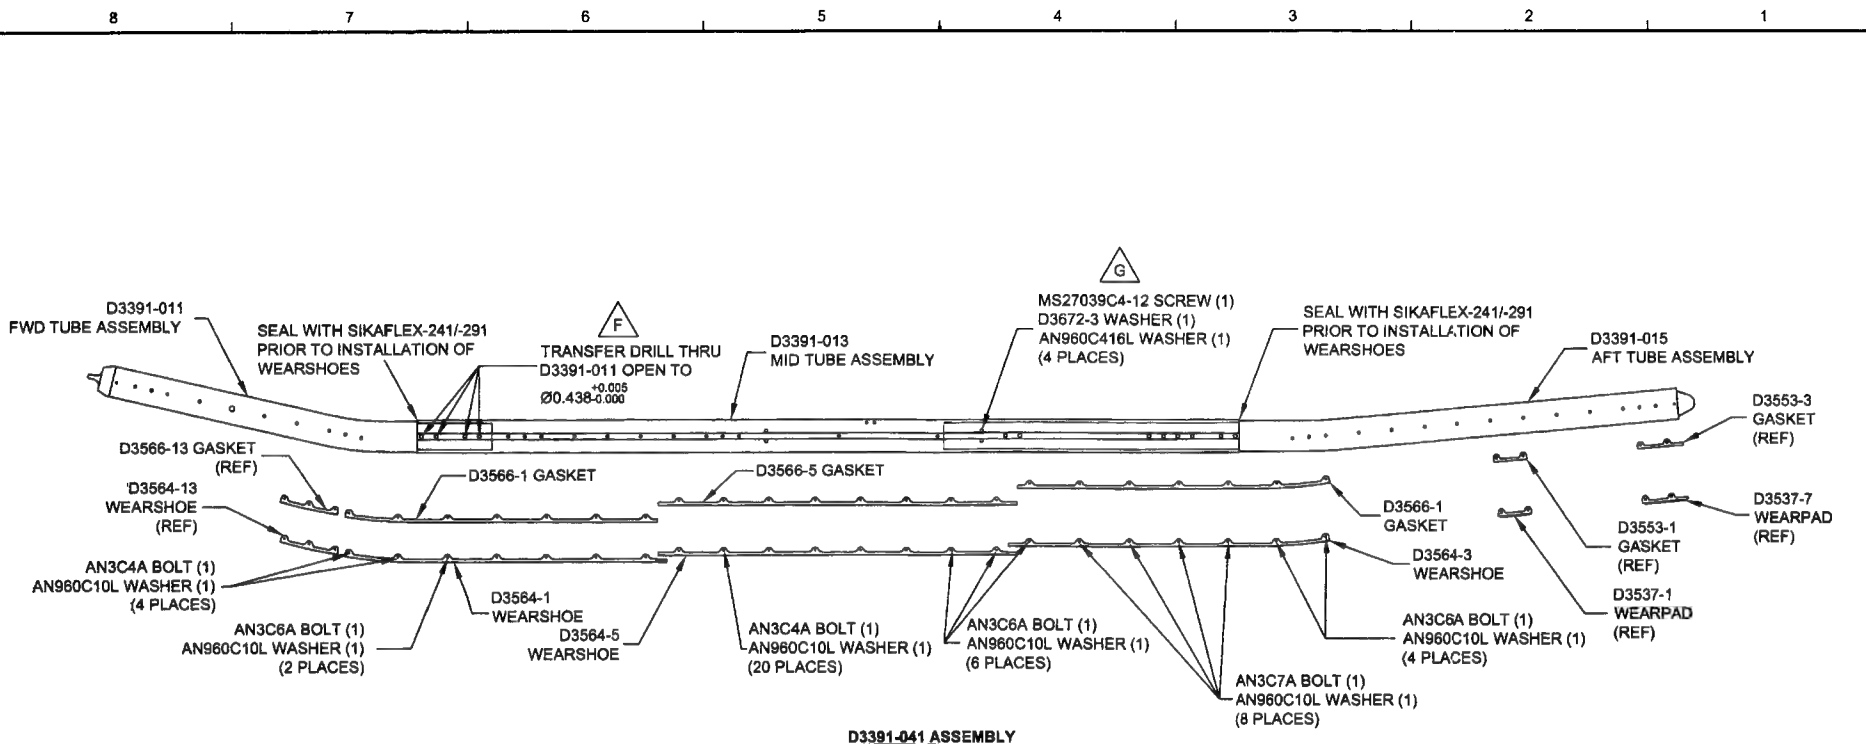 8 7 6 5 4 3 2 1
G
MS27039C4-12 SCREW (1)
D3672-3 WASHER (1)
AN960C416L WASHER (1)
(4 PLACES)
D3391-011
FWD TUBE ASSEMBLY
SEAL WITH SIKAFLEX-241/-291
PRIOR TO INSTALLATION OF
WEARSHOES
F
TRANSFER DRILL THRU
D3391-011 OPEN TO
Ø0.438 +0.005 -0.000
D3391-013
MID TUBE ASSEMBLY
SEAL WITH SIKAFLEX-241/-291
PRIOR TO INSTALLATION OF
WEARSHOES
D3391-015
AFT TUBE ASSEMBLY
D3553-3
GASKET
(REF)
D3566-13 GASKET
(REF)
D3566-1 GASKET
D3566-5 GASKET
'D3564-13
WEARSHOE
(REF)
D3566-1
GASKET
D3537-7
WEARPAD
(REF)
D3553-1
GASKET
(REF)
D3564-3
WEARSHOE
AN3C4A BOLT (1)
AN960C10L WASHER (1)
(4 PLACES)
D3564-1
WEARSHOE
D3537-1
WEARPAD
(REF)
AN3C6A BOLT (1)
AN960C10L WASHER (1)
(2 PLACES)
D3564-5
WEARSHOE
AN3C4A BOLT (1)
AN960C10L WASHER (1)
(20 PLACES)
AN3C6A BOLT (1)
AN960C10L WASHER (1)
(6 PLACES)
AN3C6A BOLT (1)
AN960C10L WASHER (1)
(4 PLACES)
AN3C7A BOLT (1)
AN960C10L WASHER (1)
(8 PLACES)
D3391-041 ASSEMBLY